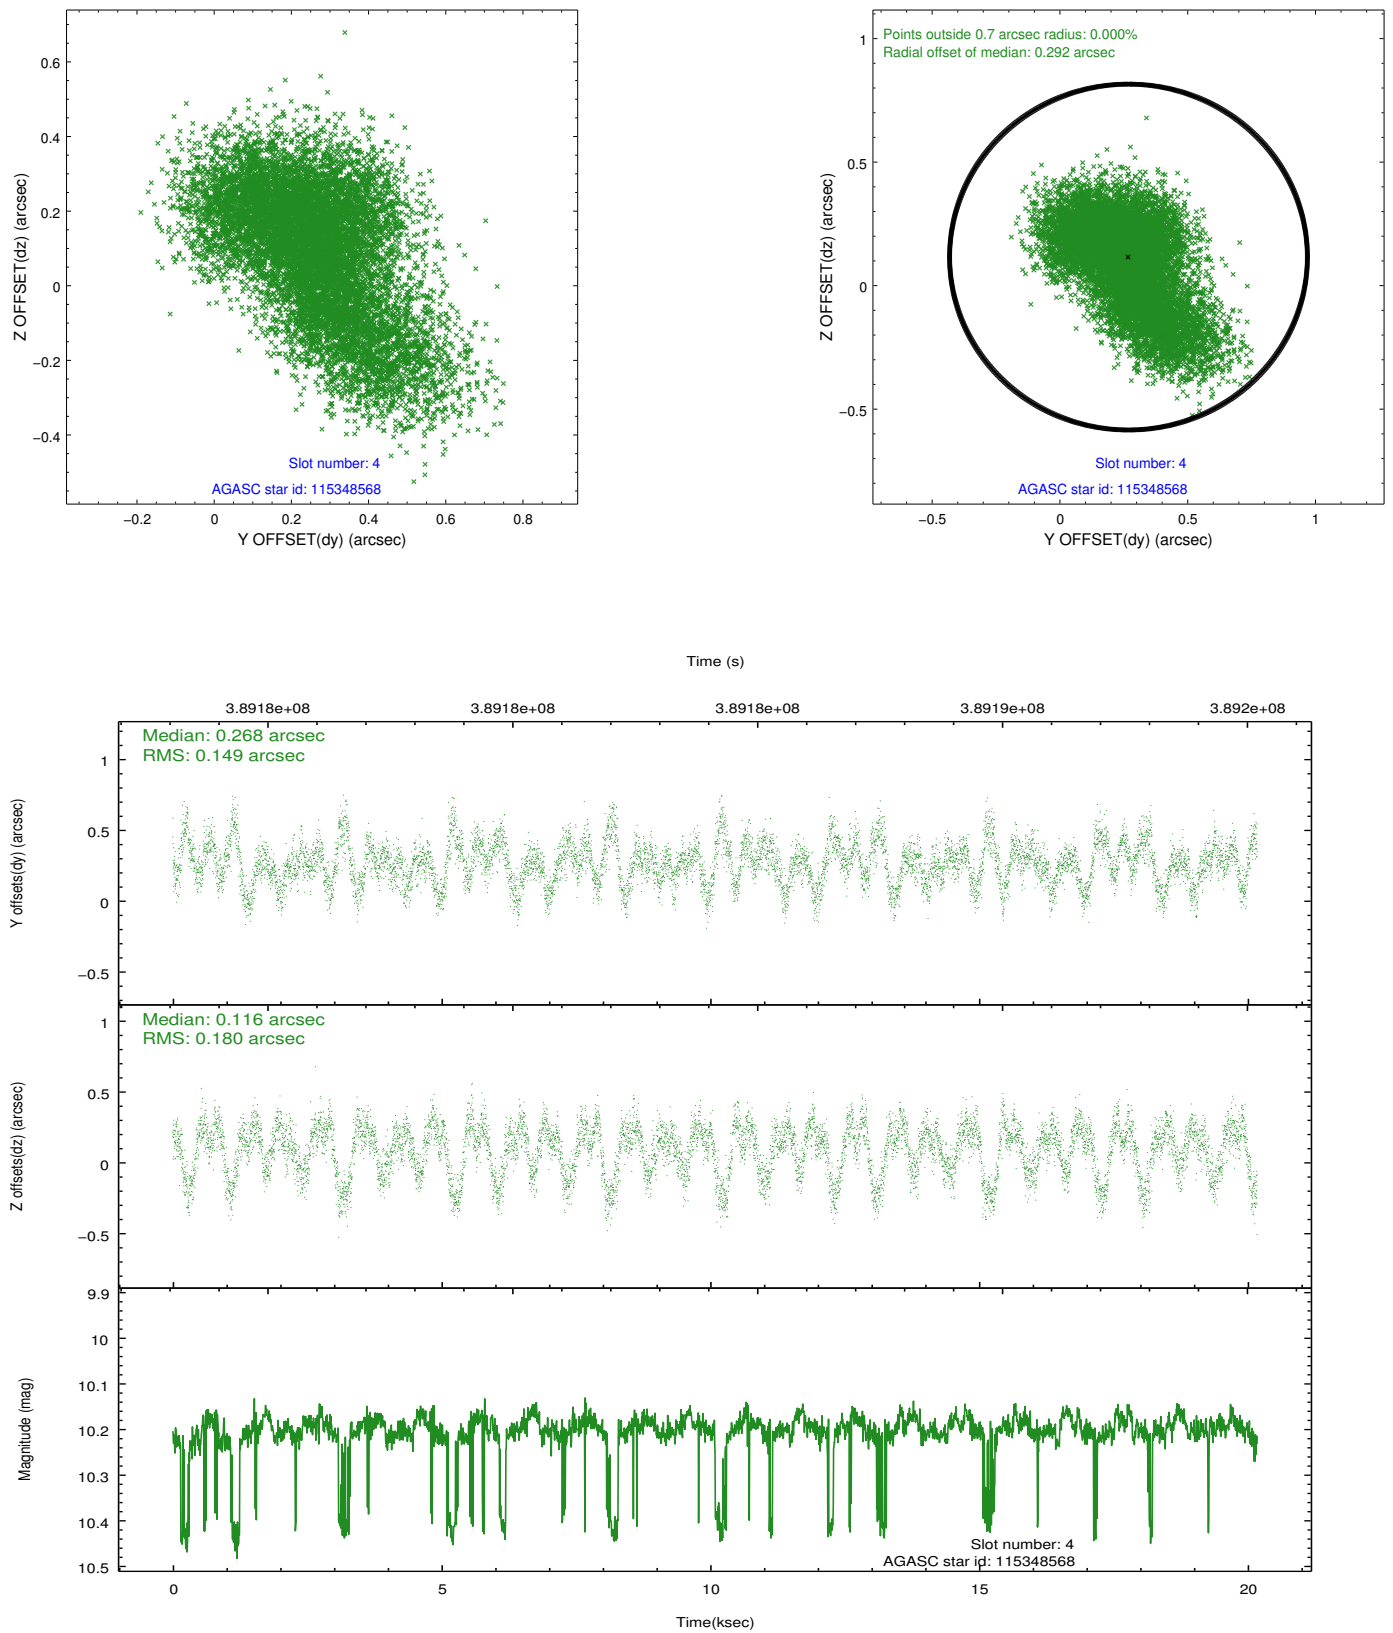 0.6
0.4
0.2
0
−0.2
−0.4
Z OFFSET(dz) (arcsec)
Slot number: 4
AGASC star id: 115348568
−0.2 0 0.2 0.4 0.6 0.8
Y OFFSET(dy) (arcsec)
Points outside 0.7 arcsec radius: 0.000%
Radial offset of median: 0.292 arcsec
1
0.5
0
−0.5
Z OFFSET(dz) (arcsec)
Slot number: 4
AGASC star id: 115348568
−0.5 0 0.5 1
Y OFFSET(dy) (arcsec)
Time (s)
3.8918e+08 3.8918e+08 3.8918e+08 3.8919e+08 3.892e+08
Median: 0.268 arcsec
RMS: 0.149 arcsec
1
0.5
0
−0.5
Y offsets(dy) (arcsec)
Median: 0.116 arcsec
RMS: 0.180 arcsec
1
0.5
0
−0.5
Z offsets(dz) (arcsec)
9.9
10
10.1
10.2
10.3
10.4
10.5
Magnitude (mag)
Slot number: 4
AGASC star id: 115348568
0 5 10 15 20
Time(ksec)